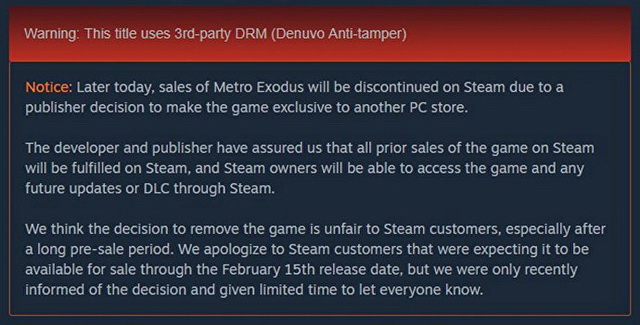 Warning: This title uses 3rd-party DRM (Denuvo Anti-tamper)
Notice: Later today, sales of Metro Exodus will be discontinued on Steam due to a
publisher decision to make the game exclusive to another PC store.
The developer and publisher have assured us that all prior sales of the game on Steam
will be fulfilled on Steam, and Steam owners will be able to access the game and any
future updates or DLC through Steam.
We think the decision to remove the game is unfair to Steam customers, especially after
a long pre-sale period. We apologize to Steam customers that were expecting it to be
available for sale through the February 15th release date, but we were only recently
informed of the decision and given limited time to let everyone know.